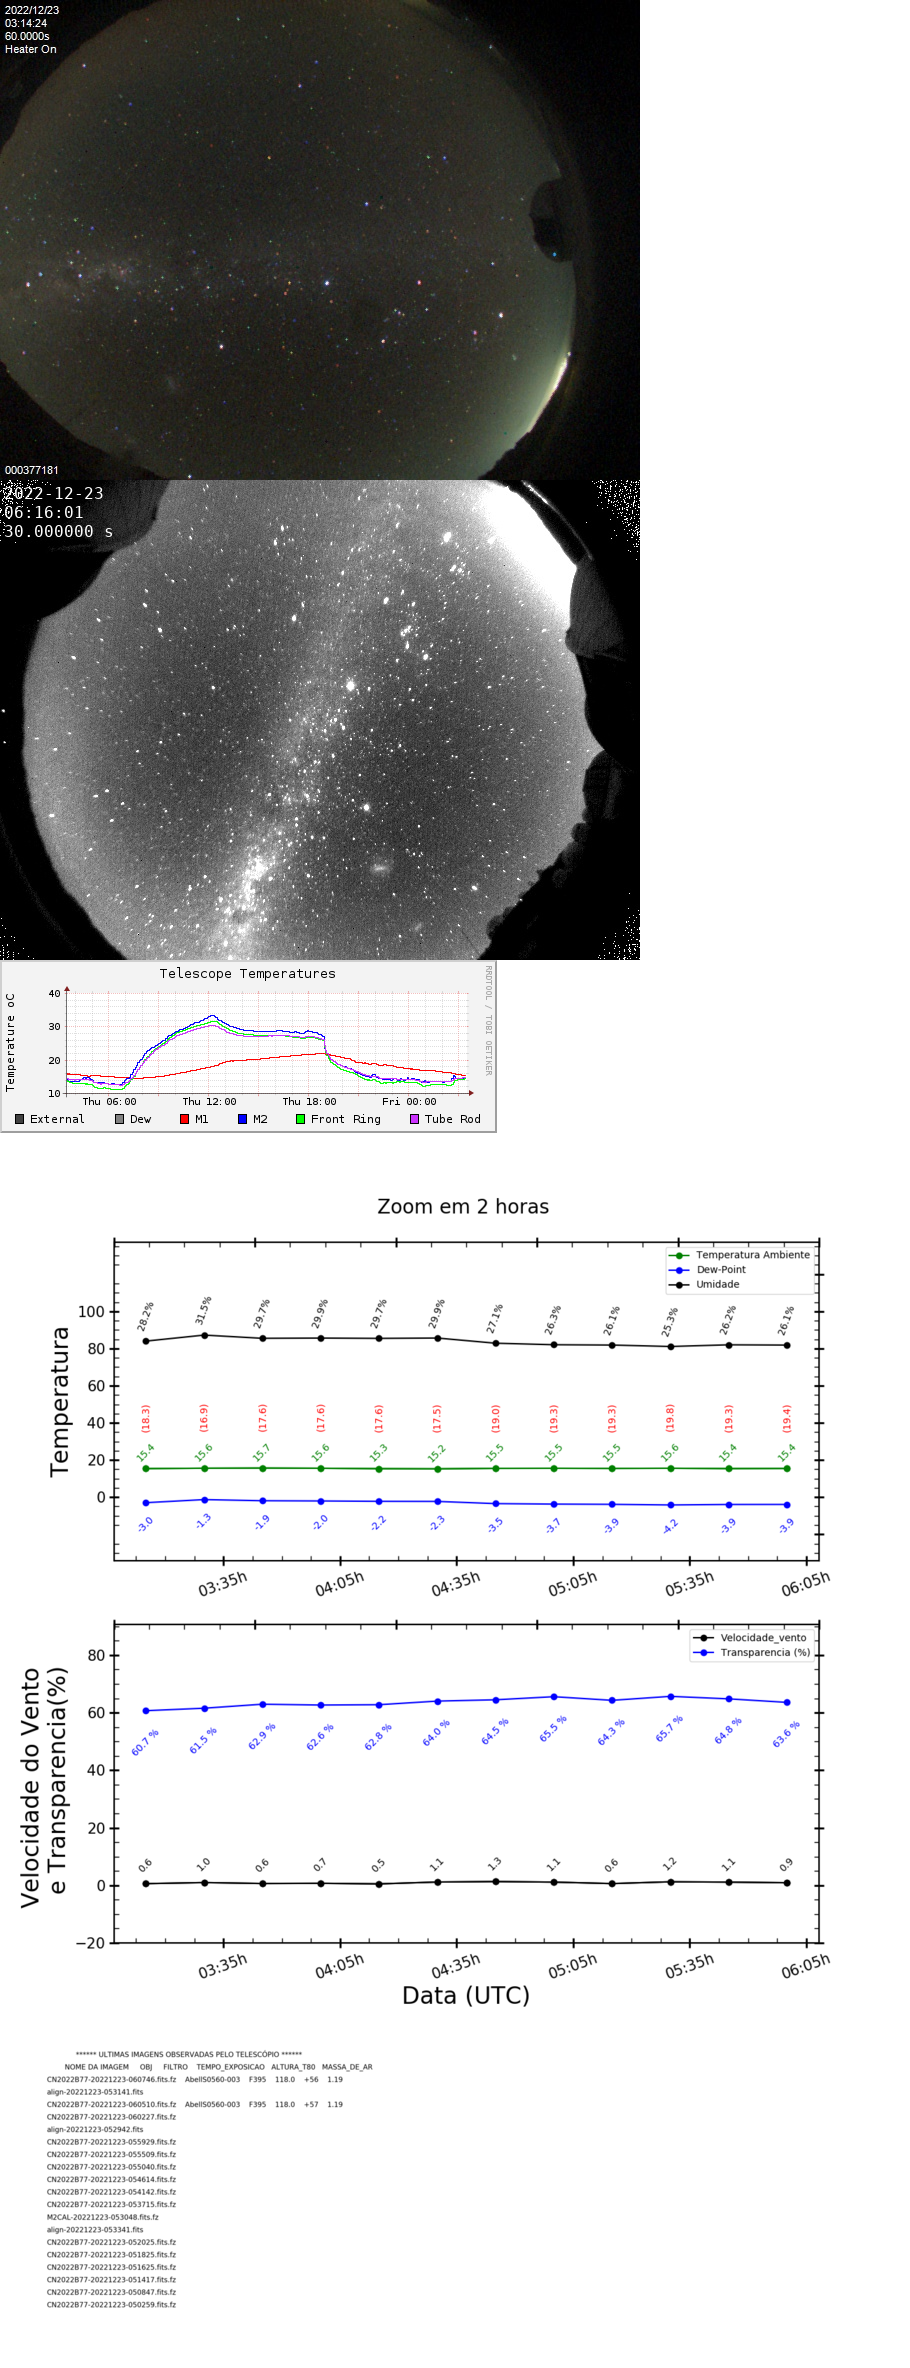 2022/12/23
03:14:24
60.0000s
Heater On
000377181
2022-12-23
06:16:01
30.000000 s
Telescope Temperatures
RRDTOOL / TOBI OETIKER
Temperature oC
40
30
20
10
Thu 06:00 Thu 12:00 Thu 18:00 Fri 00:00
External Dew M1 M2 Front Ring Tube Rod
Zoom em 2 horas
Temperatura Ambiente
Dew-Point
Umidade
Temperatura
100
80
60
40
20
0
28.2% 31.5% 29.7% 29.9% 29.7% 29.9% 27.1% 26.3% 26.1% 25.3% 26.2% 26.1%
(18.3) (16.9) (17.6) (17.6) (17.6) (17.5) (19.0) (19.3) (19.3) (19.8) (19.3) (19.4)
15.4 15.6 15.7 15.6 15.3 15.2 15.5 15.5 15.5 15.6 15.4 15.4
-3.0 -1.3 -1.9 -2.0 -2.2 -2.3 -3.5 -3.7 -3.9 -4.2 -3.9 -3.9
03:35h 04:05h 04:35h 05:05h 05:35h 06:05h
Velocidade_vento
Transparencia (%)
Velocidade do Vento
e Transparencia(%)
80
60
40
20
0
−20
60.7 % 61.5 % 62.9 % 62.6 % 62.8 % 64.0 % 64.5 % 65.5 % 64.3 % 65.7 % 64.8 % 63.6 %
0.6 1.0 0.6 0.7 0.5 1.1 1.3 1.1 0.6 1.2 1.1 0.9
03:35h 04:05h 04:35h 05:05h 05:35h 06:05h
Data (UTC)
****** ULTIMAS IMAGENS OBSERVADAS PELO TELESCÓPIO ******
NOME DA IMAGEM OBJ FILTRO TEMPO_EXPOSICAO ALTURA_T80 MASSA_DE_AR
CN2022B77-20221223-060746.fits.fz AbellS0560-003 F395 118.0 +56 1.19
align-20221223-053141.fits
CN2022B77-20221223-060510.fits.fz AbellS0560-003 F395 118.0 +57 1.19
CN2022B77-20221223-060227.fits.fz
align-20221223-052942.fits
CN2022B77-20221223-055929.fits.fz
CN2022B77-20221223-055509.fits.fz
CN2022B77-20221223-055040.fits.fz
CN2022B77-20221223-054614.fits.fz
CN2022B77-20221223-054142.fits.fz
CN2022B77-20221223-053715.fits.fz
M2CAL-20221223-053048.fits.fz
align-20221223-053341.fits
CN2022B77-20221223-052025.fits.fz
CN2022B77-20221223-051825.fits.fz
CN2022B77-20221223-051625.fits.fz
CN2022B77-20221223-051417.fits.fz
CN2022B77-20221223-050847.fits.fz
CN2022B77-20221223-050259.fits.fz